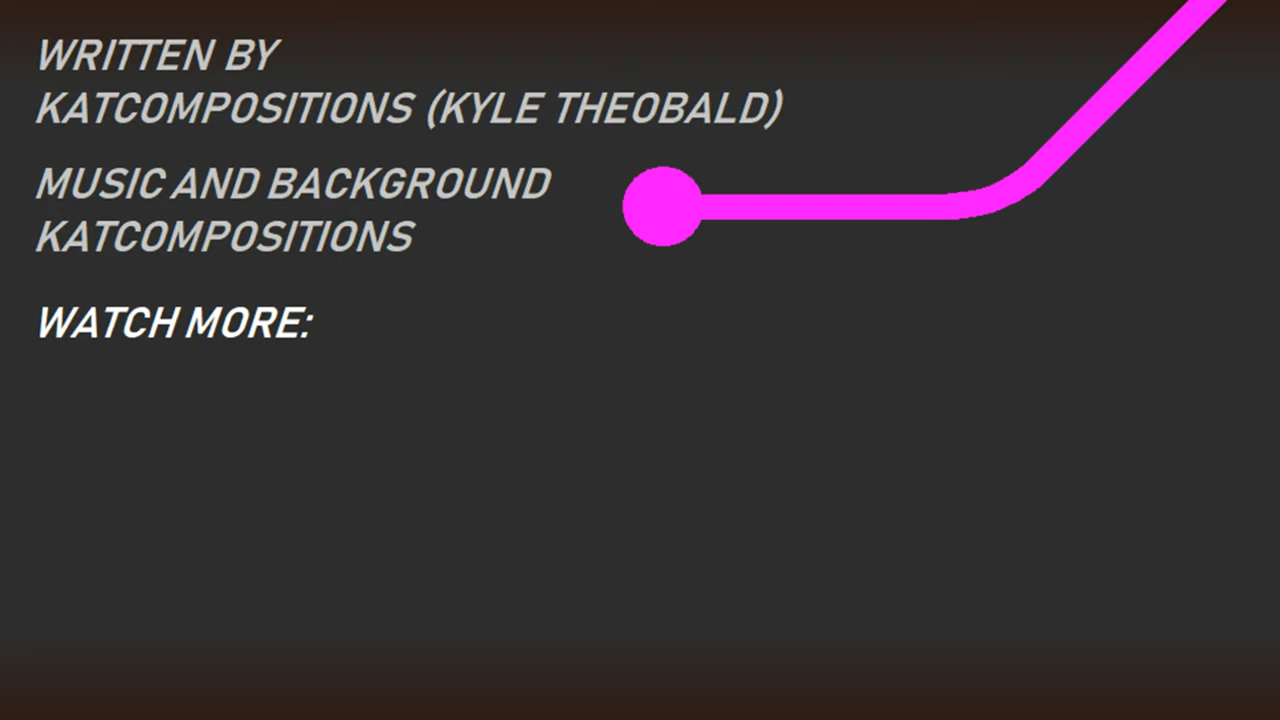 WRITTEN BY
KATCOMPOSITIONS (KYLE THEOBALD)
MUSIC AND BACKGROUND
KATCOMPOSITIONS
WATCH MORE: